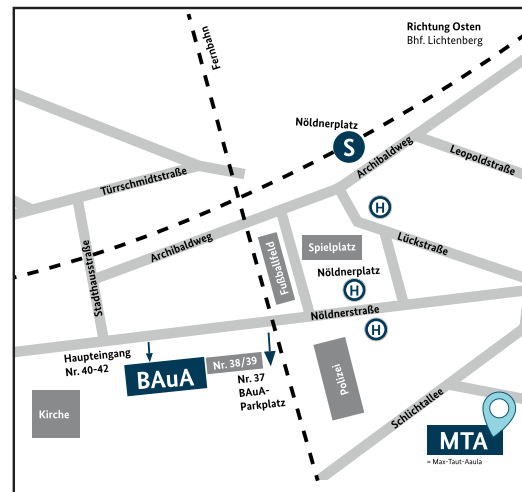 Richtung Osten
Bhf. Lichtenberg
Fernbahn
Nöldnerplatz
S
Archibaldweg
Leopoldstraße
Türrschmidtstraße
H
Stadthausstraße
Archibaldweg
Fußballfeld
Spielplatz
Lückstraße
Nöldnerplatz
H
Nöldnerstraße
H
Haupteingang
Nr. 40-42
BAuA
Nr. 38/39
Nr. 37
BAuA-
Parkplatz
Polizei
Kirche
Schlichtallee
MTA
= Max-Taut-Aaula